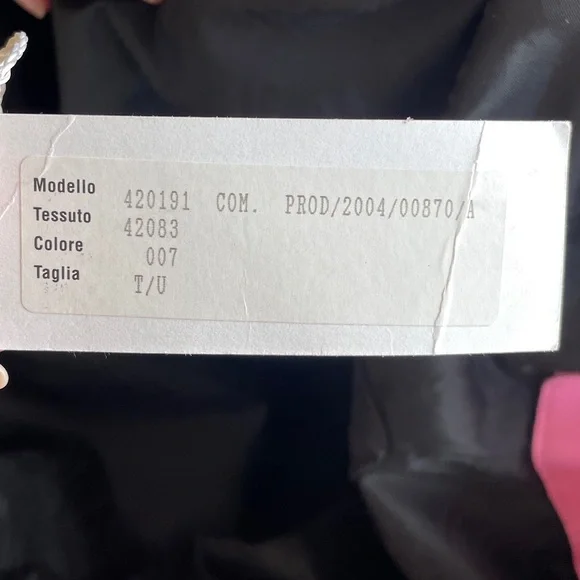 Modello 420191 COM. PROD/2004/00870/A
Tessuto 42083
Colore 007
Taglia T/U